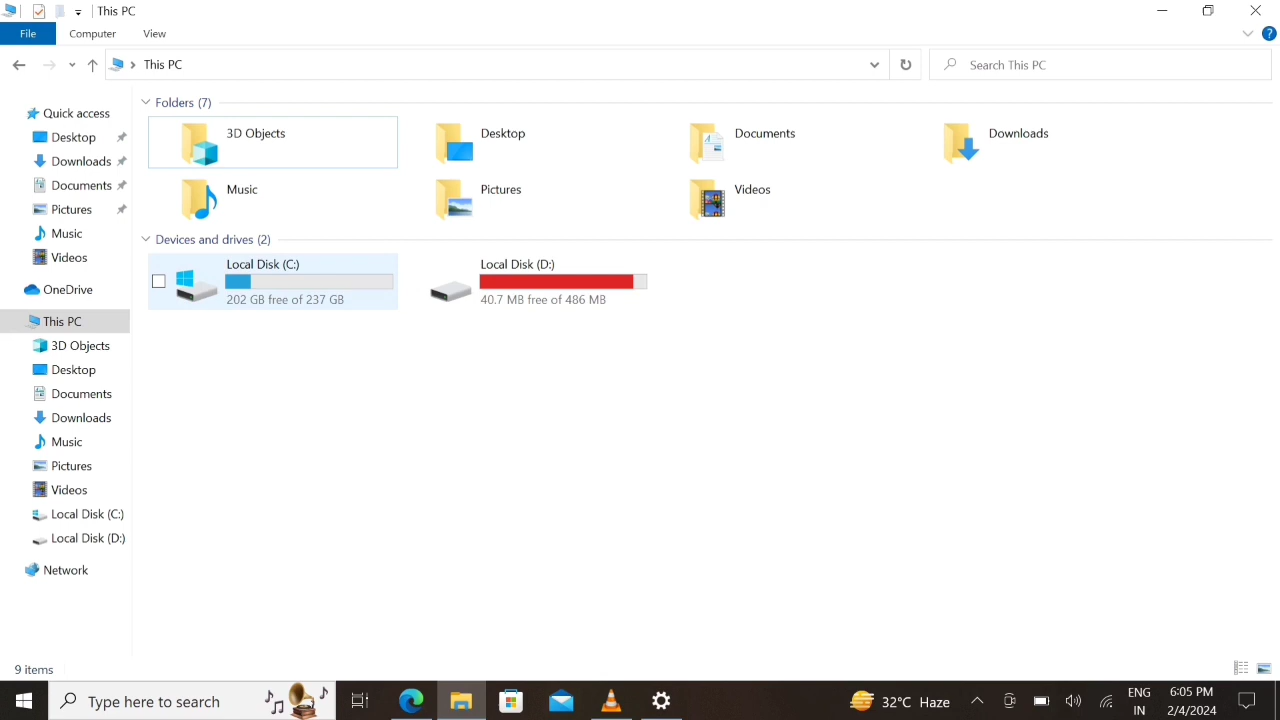 This PC
File
Computer
View
This PC
Search This PC
Quick access
Desktop
Downloads
Documents
Pictures
Music
Videos
OneDrive
This PC
3D Objects
Desktop
Documents
Downloads
Music
Pictures
Videos
Local Disk (C:)
Local Disk (D:)
Network
Folders (7)
3D Objects
Desktop
Documents
Downloads
Music
Pictures
Videos
Devices and drives (2)
Local Disk (C:)
202 GB free of 237 GB
Local Disk (D:)
40.7 MB free of 486 MB
9 items
Type here to search
32°C Haze
ENG
IN
6:05 PM
2/4/2024